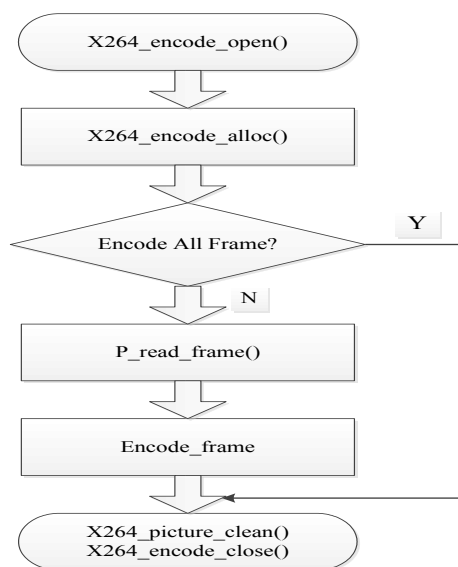 X264_encode_open()
X264_encode_alloc()
Encode All Frame?
Y
N
P_read_frame()
Encode_frame
X264_picture_clean()
X264_encode_close()